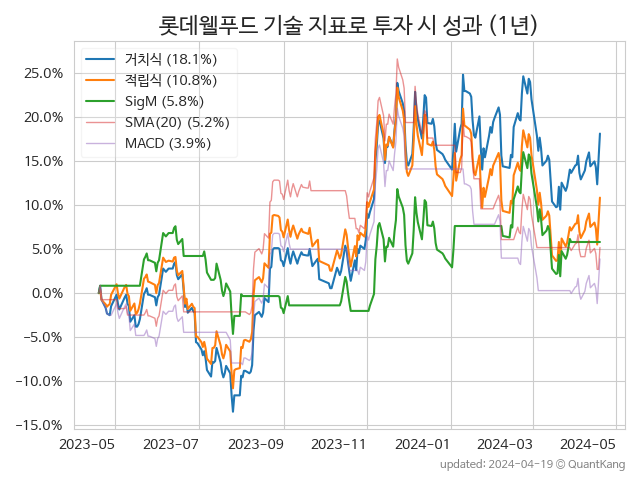 롯데웰푸드 기술 지표로 투자 시 성과 (1년)
거치식 (18.1%)
적립식 (10.8%)
SigM (5.8%)
SMA(20) (5.2%)
MACD (3.9%)
25.0%
20.0%
15.0%
10.0%
5.0%
0.0%
−5.0%
−10.0%
−15.0%
2023-05 2023-07 2023-09 2023-11 2024-01 2024-03 2024-05
updated: 2024-04-19 © QuantKang